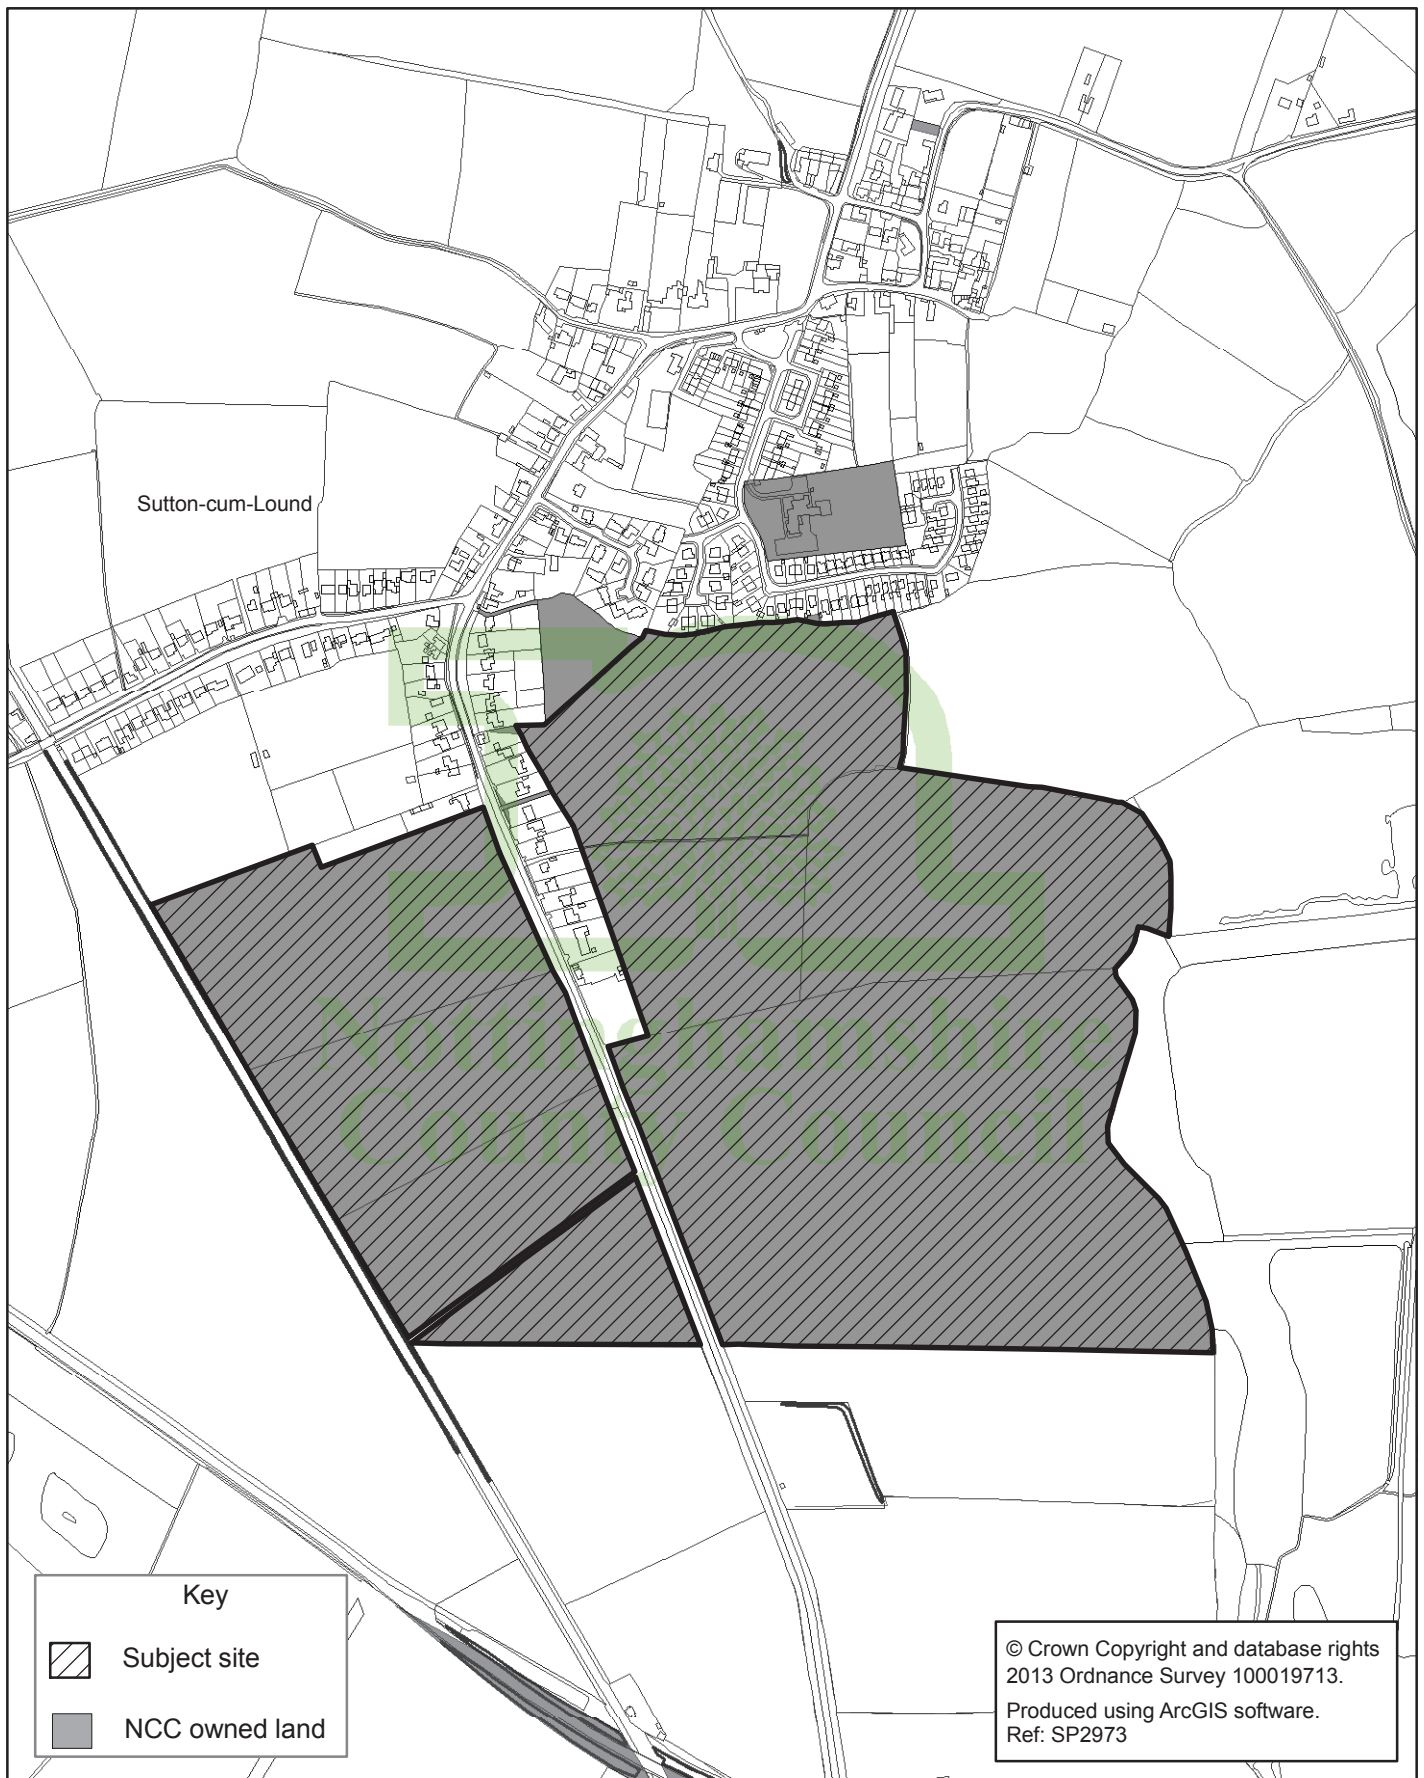 Sutton-cum-Lound
Nottinghamshire
County Council
Key
Subject site
NCC owned land
© Crown Copyright and database rights
2013 Ordnance Survey 100019713.
Produced using ArcGIS software.
Ref: SP2973